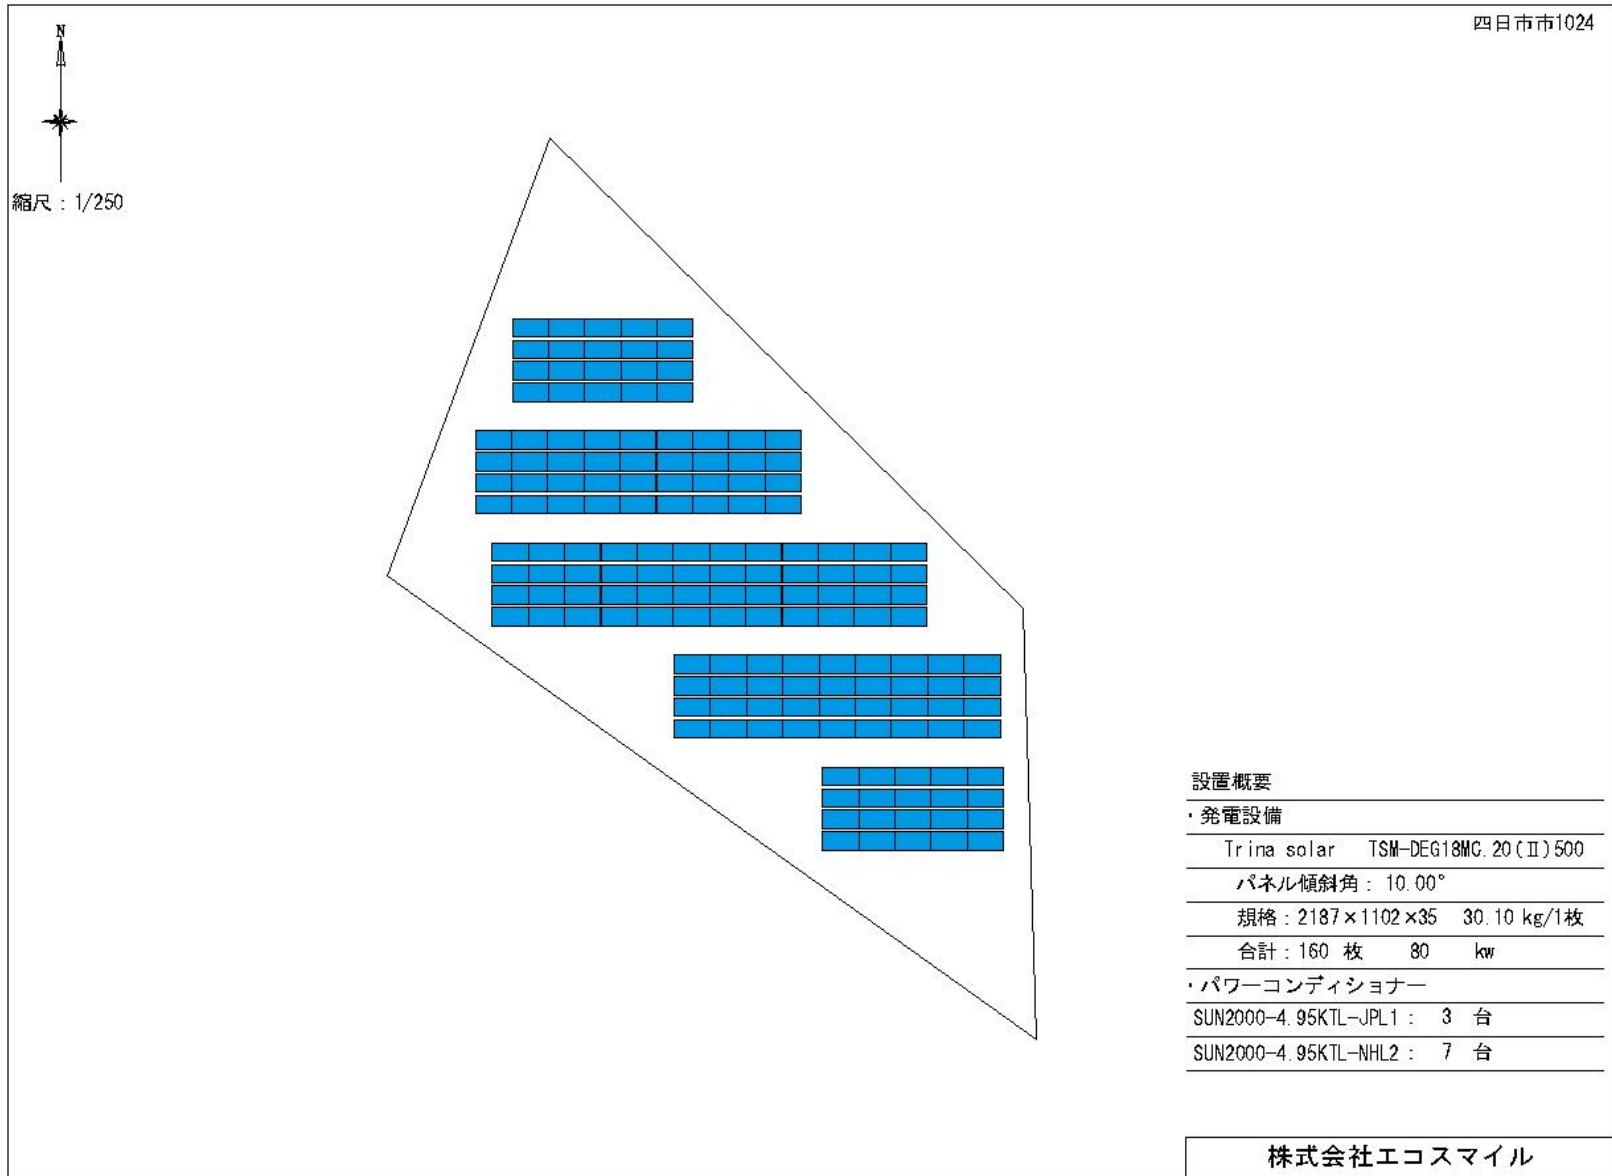 四日市市1024
N
縮尺：1/250
設置概要
・発電設備
Trina solar TSM-DEG18MC.20(Ⅱ)500
パネル傾斜角：10.00°
規格：2187×1102×35 30.10 kg/1枚
合計：160 枚 80 kw
・パワーコンディショナー
SUN2000-4.95KTL-JPL1： 3 台
SUN2000-4.95KTL-NHL2： 7 台
株式会社エコスマイル